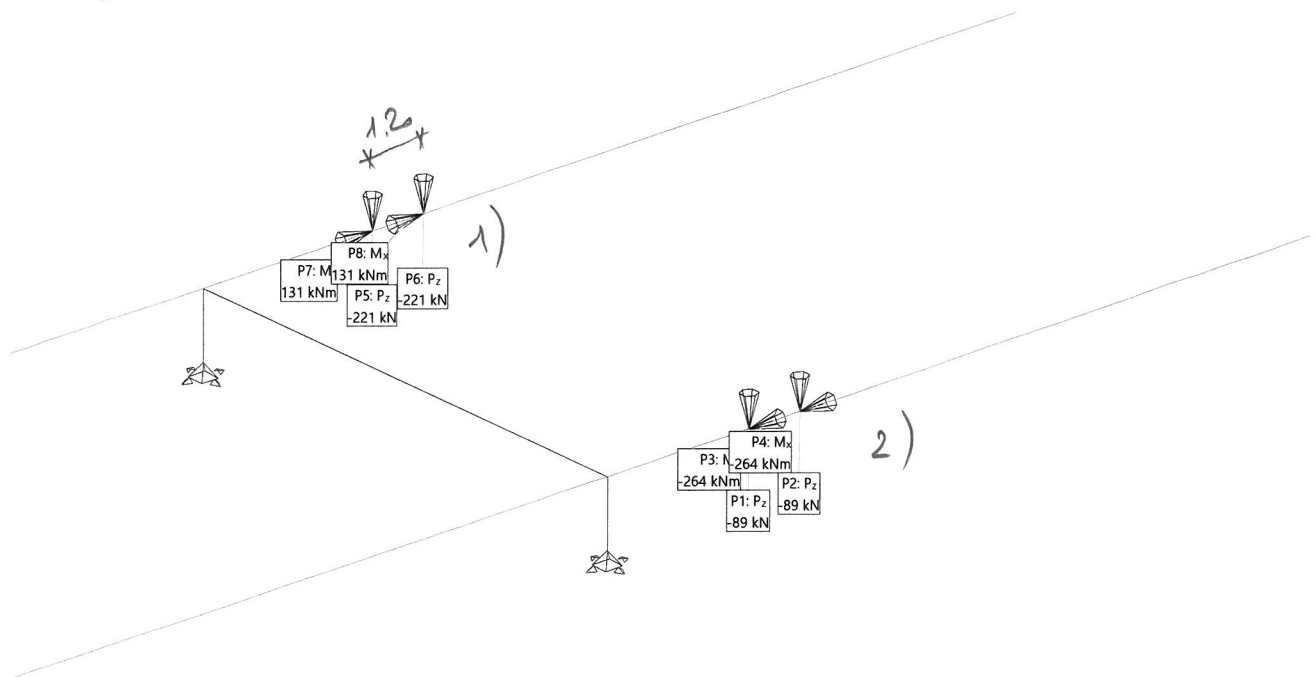 1.20
1)
P7: M
131 kNm
P8: Mx
131 kNm
P5: Pz
-221 kN
P6: Pz
-221 kN
2)
P3: M
-264 kNm
P4: Mx
-264 kNm
P1: Pz
-89 kN
P2: Pz
-89 kN